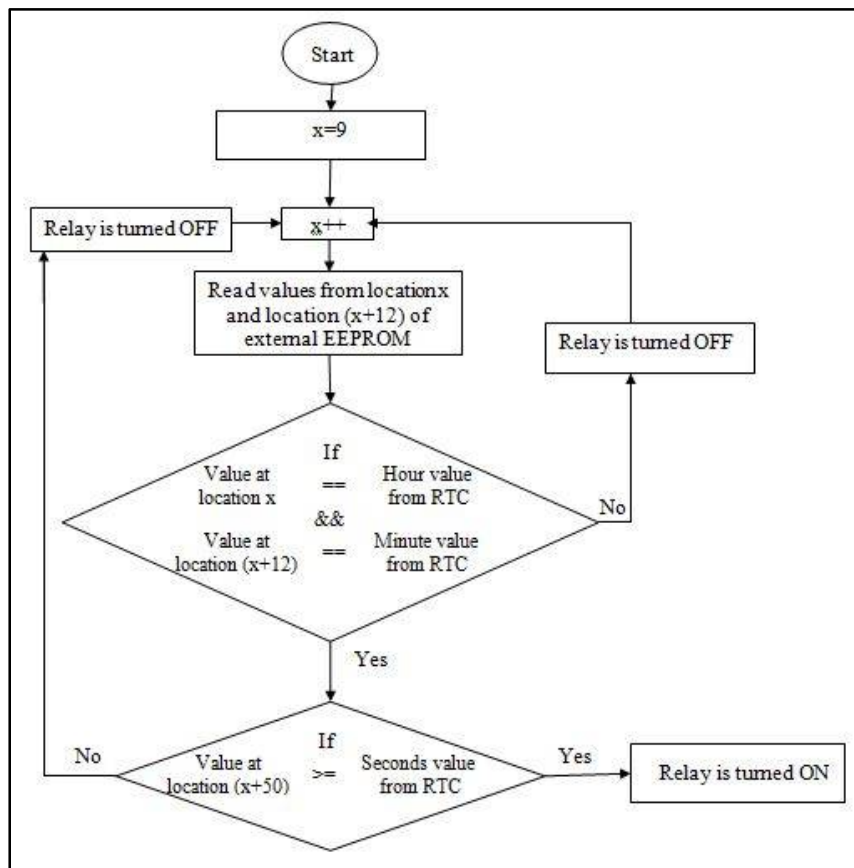 Start
x=9
Relay is turned OFF
x++
Read values from location x
and location (x+12) of
external EEPROM
Relay is turned OFF
If
Value at
location x
==
Hour value
from RTC
&&
Value at
location (x+12)
==
Minute value
from RTC
No
Yes
No
If
Value at
location (x+50)
>=
Seconds value
from RTC
Yes
Relay is turned ON